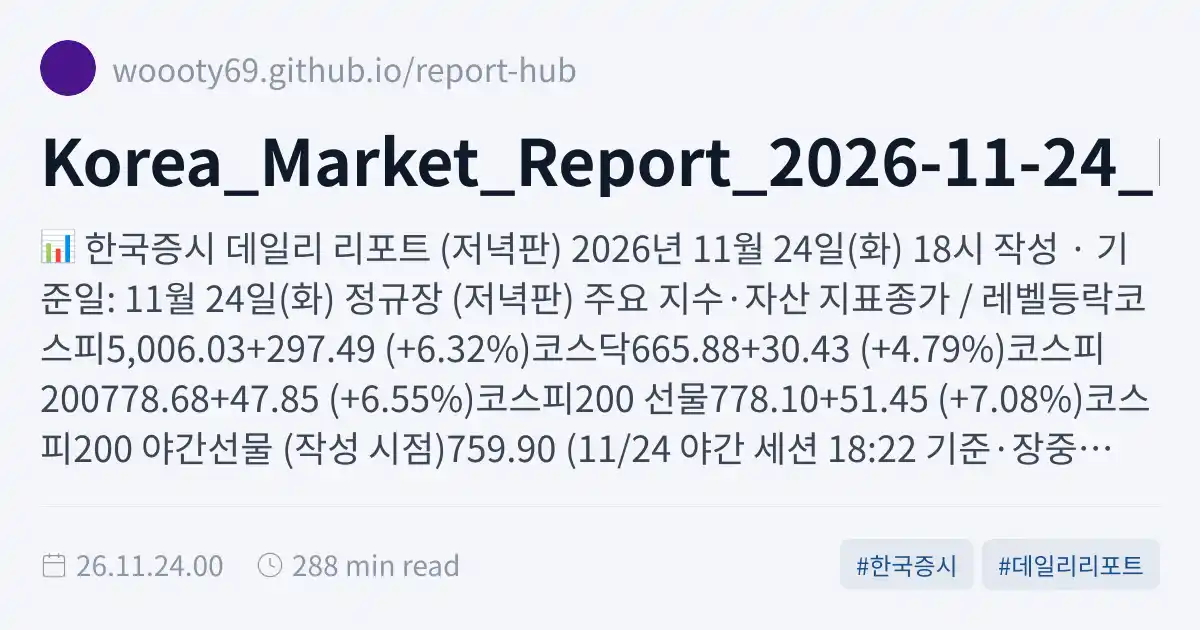 woooty69.github.io/report-hub
Korea_Market_Report_2026-11-24_
📊 한국증시 데일리 리포트 (저녁판) 2026년 11월 24일(화) 18시 작성 · 기
준일: 11월 24일(화) 정규장 (저녁판) 주요 지수·자산 지표종가 / 레벨등락코
스피5,006.03+297.49 (+6.32%)코스닥665.88+30.43 (+4.79%)코스피
200778.68+47.85 (+6.55%)코스피200 선물778.10+51.45 (+7.08%)코스
피200 야간선물 (작성 시점)759.90 (11/24 야간 세션 18:22 기준·장중…
26.11.24.00
288 min read
#한국증시
#데일리리포트